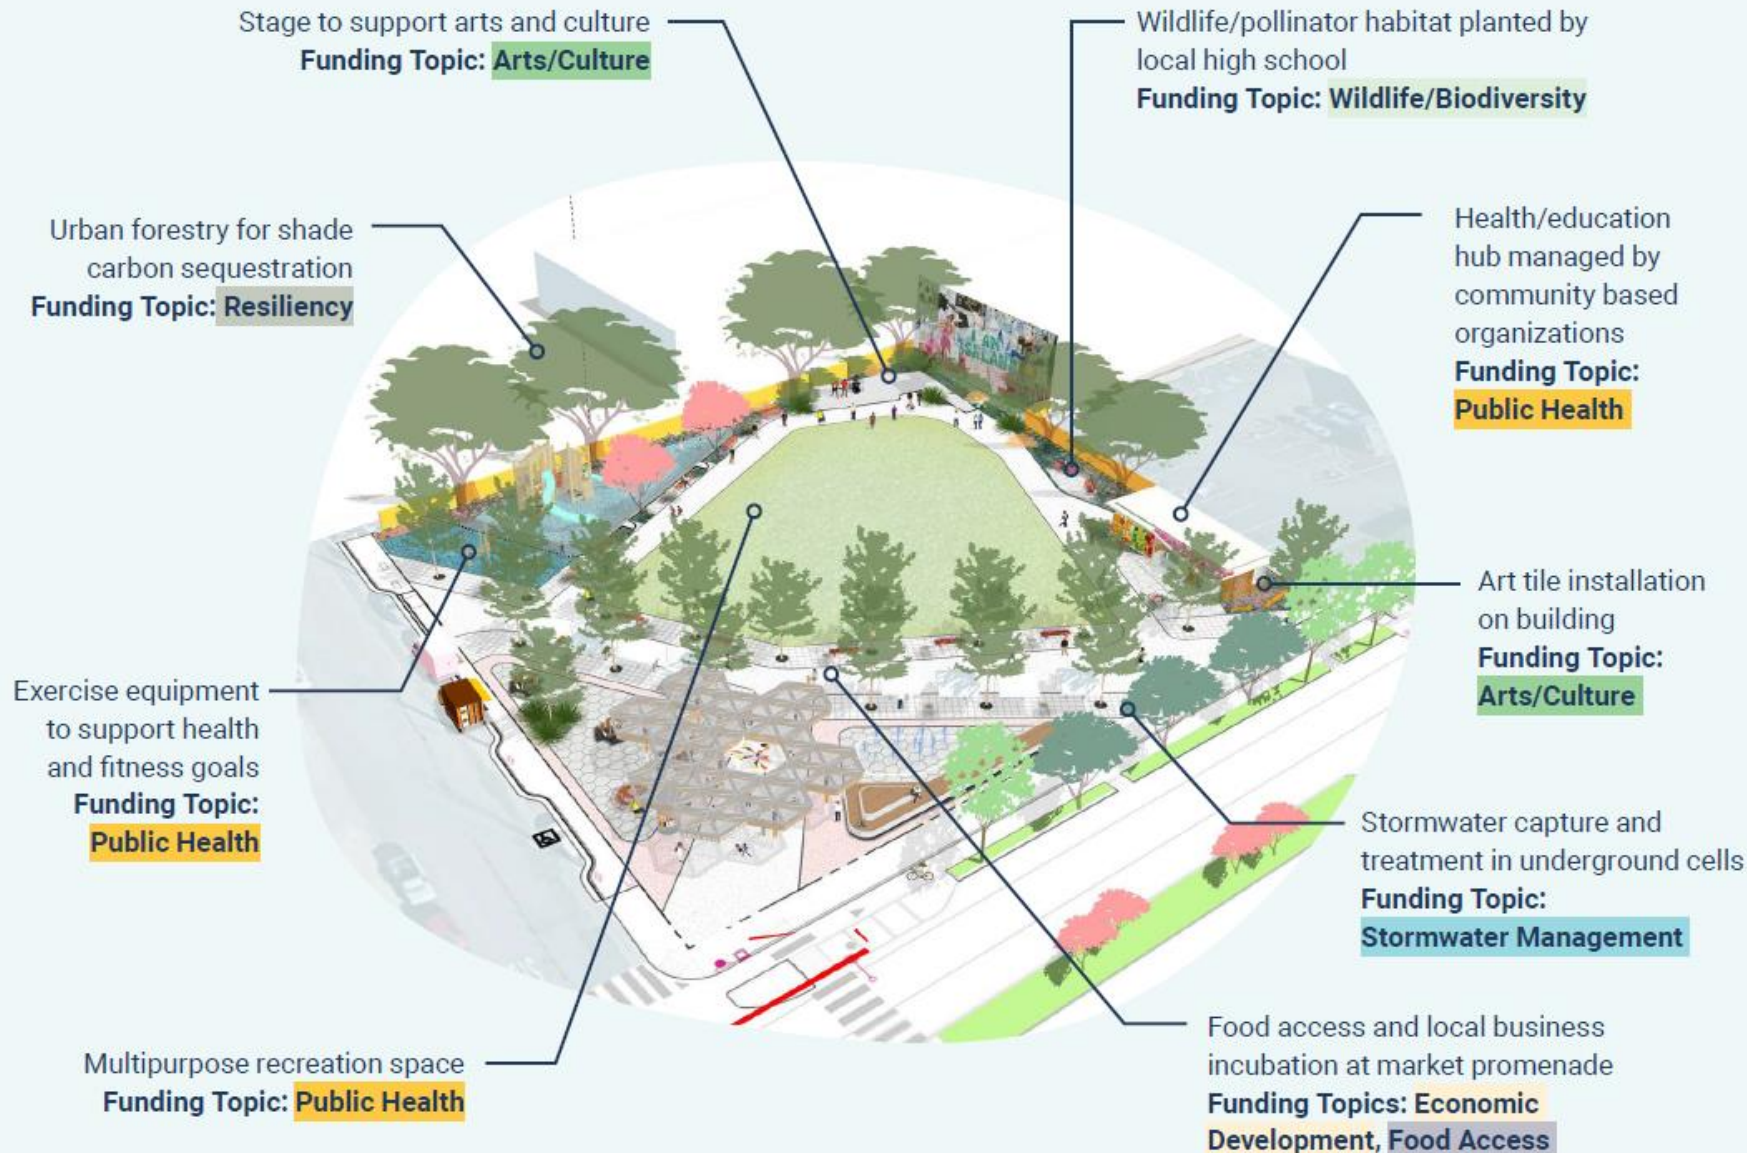 Stage to support arts and culture
Funding Topic: Arts/Culture
Wildlife/pollinator habitat planted by
local high school
Funding Topic: Wildlife/Biodiversity
Urban forestry for shade
carbon sequestration
Funding Topic: Resiliency
Health/education
hub managed by
community based
organizations
Funding Topic:
Public Health
Art tile installation
on building
Funding Topic:
Arts/Culture
Exercise equipment
to support health
and fitness goals
Funding Topic:
Public Health
Stormwater capture and
treatment in underground cells
Funding Topic:
Stormwater Management
Multipurpose recreation space
Funding Topic: Public Health
Food access and local business
incubation at market promenade
Funding Topics: Economic
Development, Food Access